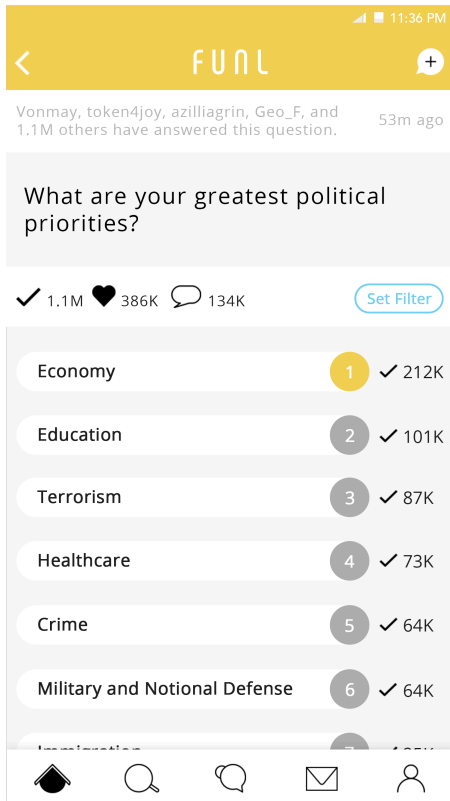 11:36 PM
FUNL
Vonmay, token4joy, azilliagrin, Geo_F, and
1.1M others have answered this question.
53m ago
What are your greatest political
priorities?
1.1M 386K 134K Set Filter
Economy 1 212K
Education 2 101K
Terrorism 3 87K
Healthcare 4 73K
Crime 5 64K
Military and Notional Defense 6 64K
Immigration 7